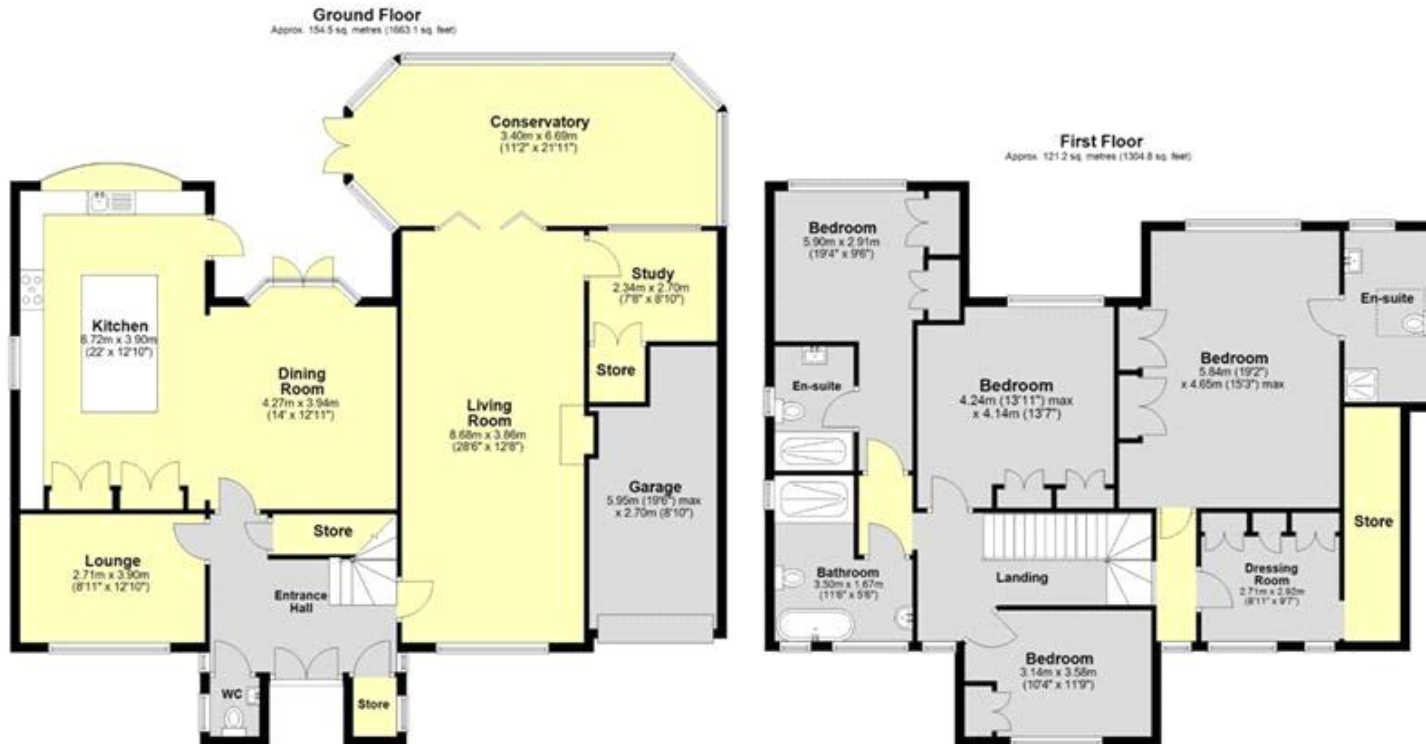 Ground Floor
Approx. 154.5 sq. metres (1663.1 sq. feet)
Conservatory
3.40m x 6.69m
(11'2" x 21'11")
Kitchen
6.72m x 3.90m
(22' x 12'10")
Dining
Room
4.27m x 3.94m
(14' x 12'11")
Living
Room
8.68m x 3.86m
(28'6" x 12'8")
Study
2.34m x 2.70m
(7'8" x 8'10")
Store
Garage
5.95m (19'6") max
x 2.70m (8'10")
Lounge
2.71m x 3.90m
(8'11" x 12'10")
Store
Entrance
Hall
WC
Store
First Floor
Approx. 121.2 sq. metres (1304.8 sq. feet)
Bedroom
5.90m x 2.91m
(19'4" x 9'6")
En-suite
Bedroom
4.24m (13'11") max
x 4.14m (13'7")
Bedroom
5.84m (19'2")
x 4.65m (15'3") max
En-suite
Bathroom
3.50m x 1.67m
(11'6" x 5'6")
Landing
Dressing
Room
2.71m x 2.92m
(8'11" x 9'7")
Store
Bedroom
3.14m x 3.58m
(10'4" x 11'9")